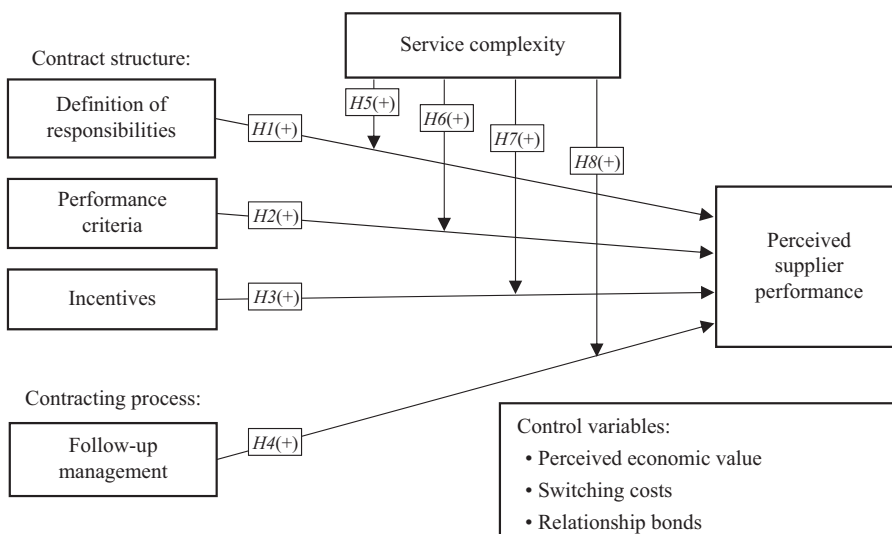 Service complexity
Contract structure:
Definition of
responsibilities
H1(+)
H5(+)
H6(+)
H7(+)
H8(+)
Performance
criteria
H2(+)
Incentives
H3(+)
Perceived
supplier
performance
Contracting process:
Follow-up
management
H4(+)
Control variables:
• Perceived economic value
• Switching costs
• Relationship bonds